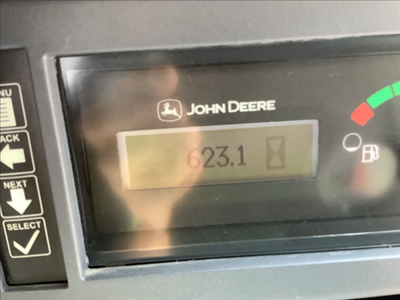 NU
JOHN DEERE
ACK
623.1
NEXT
SELECT